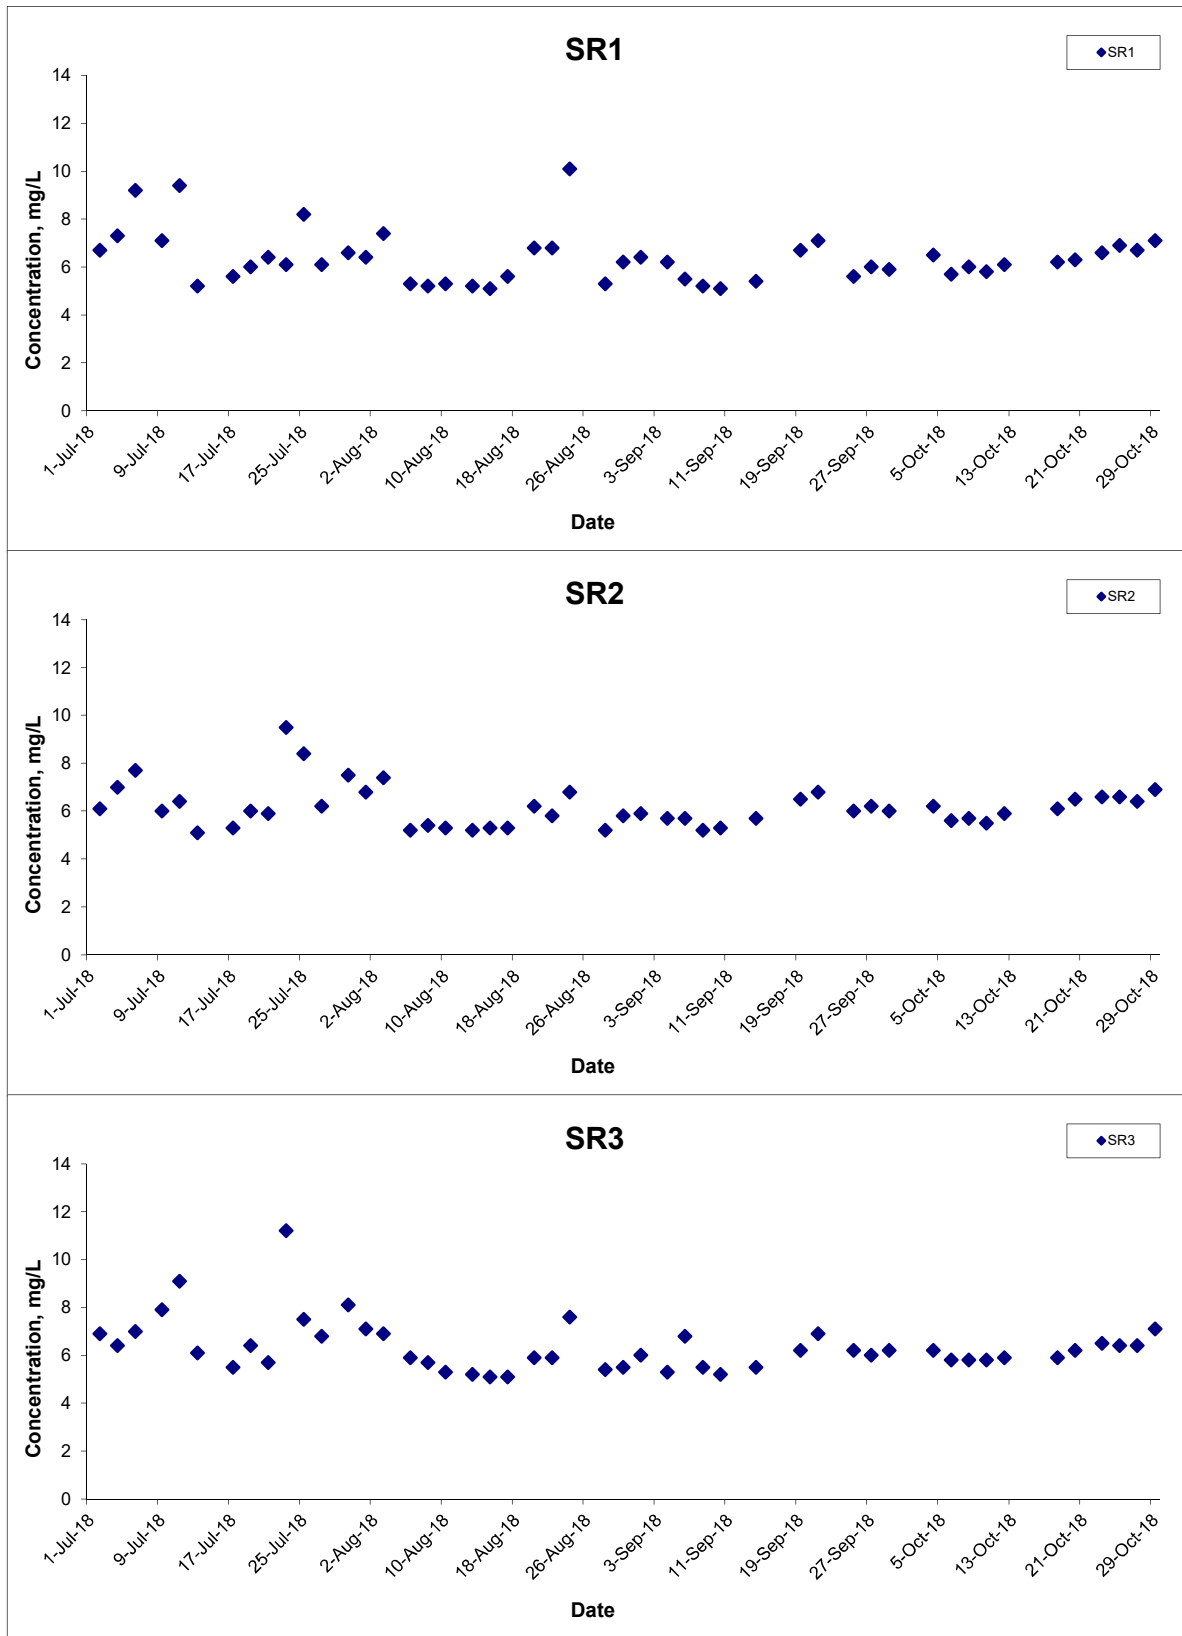 SR1
SR1
14
12
10
8
6
4
2
0
Concentration, mg/L
1-Jul-18
9-Jul-18
17-Jul-18
25-Jul-18
2-Aug-18
10-Aug-18
18-Aug-18
26-Aug-18
3-Sep-18
11-Sep-18
19-Sep-18
27-Sep-18
5-Oct-18
13-Oct-18
21-Oct-18
29-Oct-18
Date
SR2
SR2
14
12
10
8
6
4
2
0
Concentration, mg/L
1-Jul-18
9-Jul-18
17-Jul-18
25-Jul-18
2-Aug-18
10-Aug-18
18-Aug-18
26-Aug-18
3-Sep-18
11-Sep-18
19-Sep-18
27-Sep-18
5-Oct-18
13-Oct-18
21-Oct-18
29-Oct-18
Date
SR3
SR3
14
12
10
8
6
4
2
0
Concentration, mg/L
1-Jul-18
9-Jul-18
17-Jul-18
25-Jul-18
2-Aug-18
10-Aug-18
18-Aug-18
26-Aug-18
3-Sep-18
11-Sep-18
19-Sep-18
27-Sep-18
5-Oct-18
13-Oct-18
21-Oct-18
29-Oct-18
Date